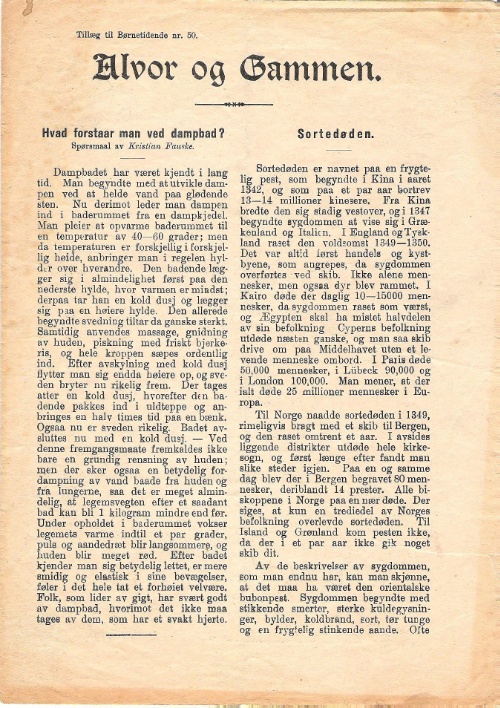 Tillæg til Børnetidende nr. 50.
Alvor og Gammen.
Hvad forstaar man ved dampbad?
Spørsmaal av Kristian Fauske.
Dampbadet har været kjendt i lang
tid. Man begyndte med at utvikle dam-
pen ved at helde vand paa glødende
sten. Nu derimot leder man dampen
ind i baderummet fra en dampkjedel.
Man pleier at opvarme baderummet til
en temperatur av 40—60 grader; men
da temperaturen er forskjellig i forskjel-
lig høide, anbringer man i regelen hyl-
der over hverandre. Den badende læg-
ger sig i almindelighet først paa den
nederste hylde, hvor varmen er mindst;
derpaa tar han en kold dusj og lægger
sig paa en høiere hylde. Den allerede
begyndte svedning tiltar da ganske sterkt.
Samtidig anvendes massage, gnidning
av huden, piskning med friskt bjerke-
ris, og hele kroppen sæpes ordentlig
ind. Efter avskylning med kold dusj
flytter man sig endda høiere op, og sve-
den bryter nu rikelig frem. Der tages
atter en kold dusj, hvorefter den ba-
dende pakkes ind i uldteppe og an-
bringes en halv times tid paa en bænk.
Ogsaa nu er sveden rikelig. Badet av-
sluttes nu med en kold dusj. — Ved
denne fremgangsmaate fremkaldes ikke
bare en grundig rensning av huden;
men der sker ogsaa en betydelig for-
dampning av vand baade fra huden og
fra lungerne, saa det er meget almin-
delig, at legemsvegten efter et saadant
bad kan bli 1 kilogram mindre end før.
Under opholdet i baderummet vokser
legemets varme indtil et par grader,
puls og aandedræt blir langsommere, og
huden blir meget rød. Efter badet
kjender man sig betydelig lettet, er mere
smidig og elastisk i sine bevægelser,
føler i det hele tat et forhøiet velvære.
Folk, som lider av gigt, har svært godt
av dampbad, hvorimot det ikke maa
tages av dem, som har et svakt hjerte.
Sortedøden.
Sortedøden er navnet paa en frygte-
lig pest, som begyndte i Kina i aaret
1342, og som paa et par aar bortrev
13—14 millioner kinesere. Fra Kina
bredte den sig stadig vestover, og i 1347
begyndte sygdommen at vise sig i Græ-
kenland og Italien. I England og Tysk-
land raset den voldsomst 1349—1350.
Det var altid først handels og kyst-
byene, som angrepes, da sygdommen
overførtes ved skib. Ikke alene men-
nesker, men ogsaa dyr blev rammet. I
Kairo døde der daglig 10—15000 men-
nesker, da sygdommen raset som værst,
og Ægypten skal ha mistet halvdelen
av sin befolkning Cyperns befolkning
utdøde næsten ganske, og man saa skib
drive om paa Middelhavet uten et le-
vende menneske ombord. I Paris døde
50,000 mennesker, i Lübeck 90,000 og
i London 100,000. Man mener, at der
ialt døde 25 millioner mennesker i Eu-
ropa.
Til Norge naadde sortedøden i 1349,
rimeligvis bragt med et skib til Bergen,
og den raset omtrent et aar. I avsides
liggende distrikter utdøde hele kirke-
sogn, og først længe efter fandt man
slike steder igjen. Paa en og samme
dag blev der i Bergen begravet 80 men-
nesker, deriblandt 14 prester. Alle bi-
skoppene i Norge paa en nær døde. Der
siges, at kun en trediedel av Norges
befolkning overlevde sortedøden. Til
Island og Grønland kom pesten ikke,
da der i et par aar ikke gik noget
skib dit.
Av de beskrivelser av sygdommen,
som man endnu har, kan man skjønne,
at det maa ha været den orientalske
bubonpest. Sygdommen begyndte med
stikkende smerter, sterke kuldegysnin-
ger, bylder, koldbrand, sort, tør tunge
og en frygtelig stinkende aande. Ofte